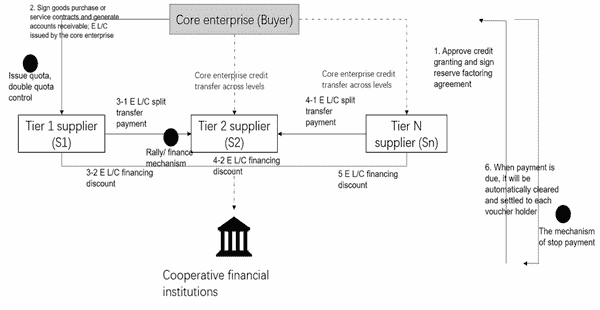 2. Sign goods purchase or
service contracts and generate
accounts receivable; E L/C
issued by the core enterprise
Core enterprise (Buyer)
1. Approve credit
granting and sign
reserve factoring
agreement
Issue quota,
double quota
control
Core enterprise credit
transfer across levels
Core enterprise credit
transfer across levels
3-1 E L/C split
transfer
payment
4-1 E L/C split
transfer
payment
Tier 1 supplier
(S1)
Tier 2 supplier
(S2)
Tier N
supplier (Sn)
Rally/ finance
mechanism
3-2 E L/C financing
discount
4-2 E L/C financing
discount
5 E L/C financing
discount
6. When payment is
due, it will be
automatically cleared
and settled to each
voucher holder
The mechanism
of stop payment
Cooperative financial
institutions